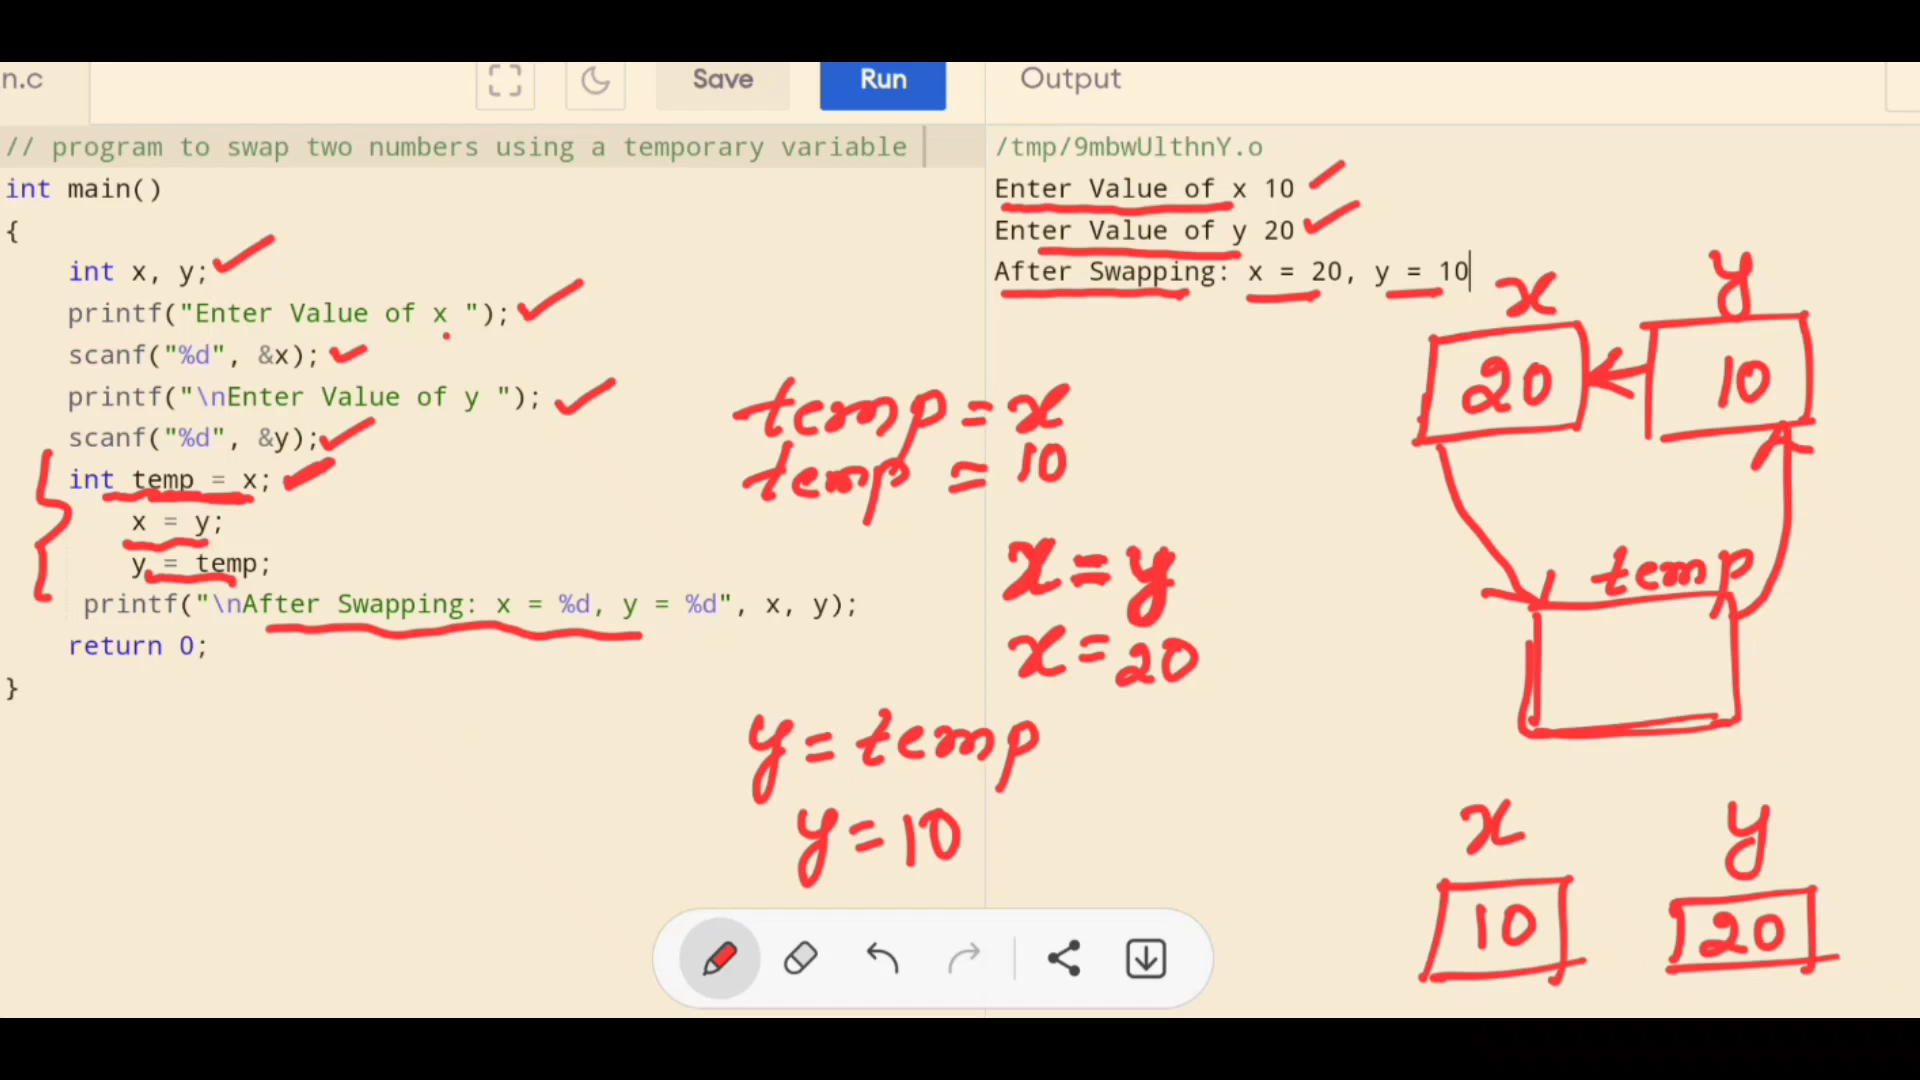 n.c
Save
Run
Output
// program to swap two numbers using a temporary variable
int main()
{
int x, y;
printf("Enter Value of x ");
scanf("%d", &x);
printf("\nEnter Value of y ");
scanf("%d", &y);
int temp = x;
x = y;
y = temp;
printf("\nAfter Swapping: x = %d, y = %d", x, y);
return 0;
}
/tmp/9mbwUlthnY.o
Enter Value of x 10
Enter Value of y 20
After Swapping: x = 20, y = 10
temp = x
temp = 10
x = y
x = 20
y = temp
y = 10
x y
20 10
temp
x y
10 20